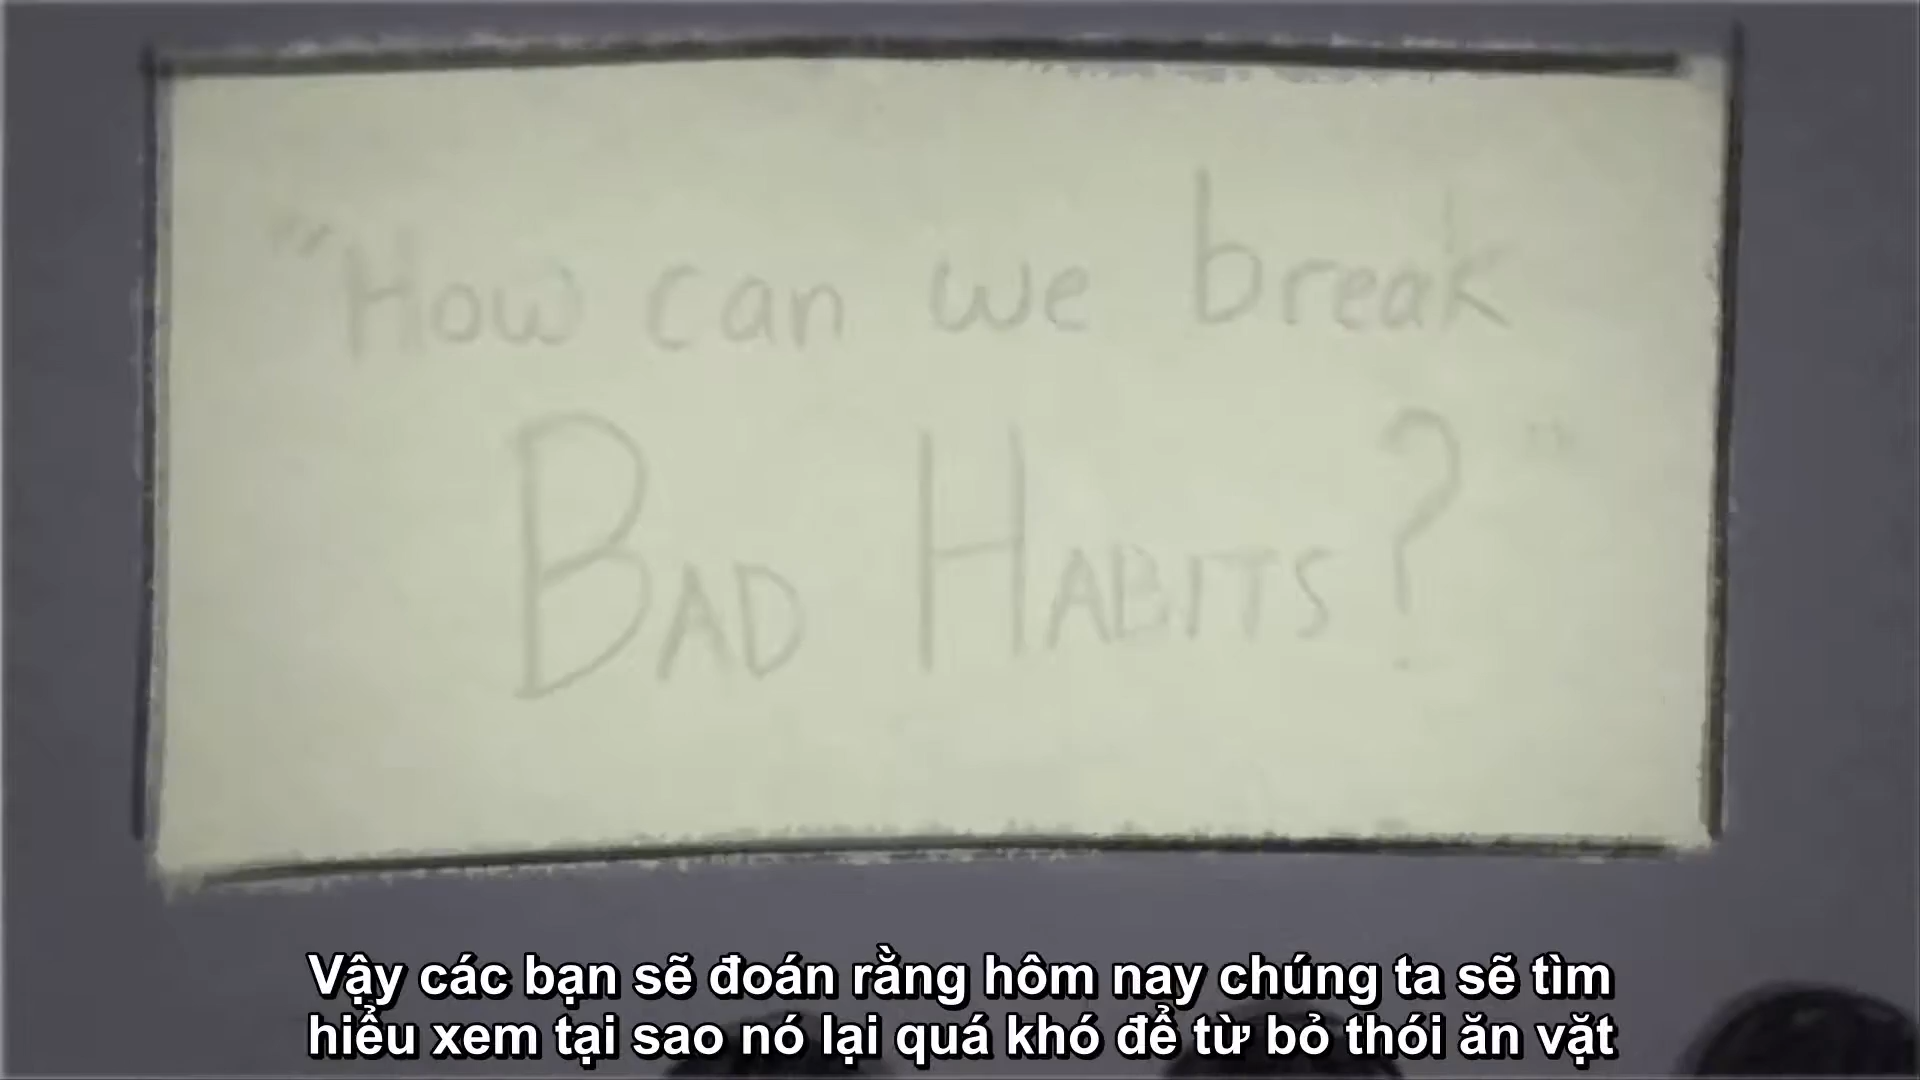 "How can we break
BAD HABITS?"
Vậy các bạn sẽ đoán rằng hôm nay chúng ta sẽ tìm
hiểu xem tại sao nó lại quá khó để từ bỏ thói ăn vặt